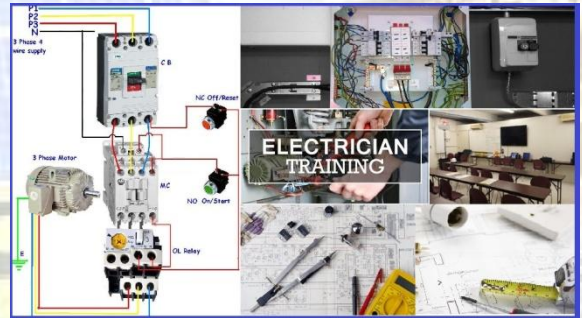 P1
P2
P3
N
3 Phase 4
wire supply
C B
NC Off/Reset
3 Phase Motor
MC
NO On/Start
OL Relay
E
ELECTRICIAN
TRAINING